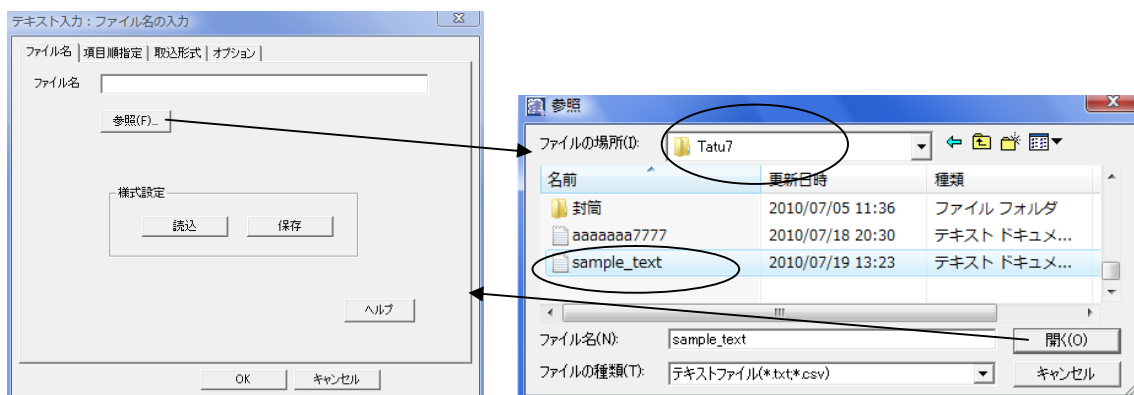 テキスト入力：ファイル名の入力
ファイル名 項目順指定 取込形式 オプション
ファイル名
参照(F)...
様式設定
読込 保存
ヘルプ
OK キャンセル
参照
ファイルの場所(I): Tatu7
名前 更新日時 種類
封筒 2010/07/05 11:36 ファイル フォルダ
aaaaaaa7777 2010/07/18 20:30 テキスト ドキュメ...
sample_text 2010/07/19 13:23 テキスト ドキュメ...
ファイル名(N): sample_text 開く(O)
ファイルの種類(T): テキストファイル(*.txt;*.csv) キャンセル